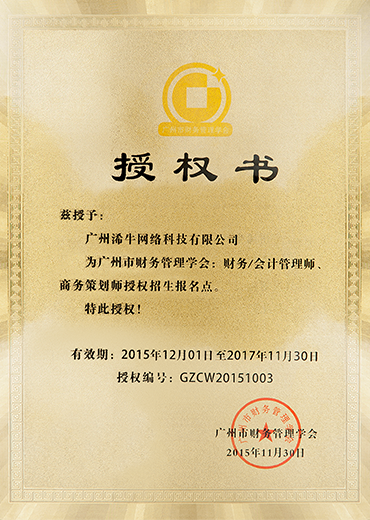 广州市财务管理学会
授权书
兹授予：
广州浠牛网络科技有限公司
为广州市财务管理学会：财务/会计管理师、
商务策划师授权招生报名点。
特此授权！
有效期：2015年12月01日至2017年11月30日
授权编号：GZCW20151003
广州市财务管理学会
广州市财务管理学会
2015年11月30日